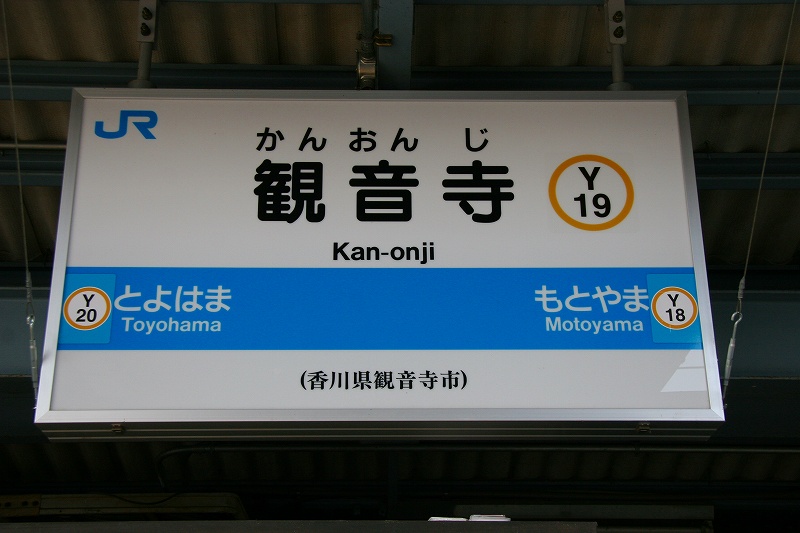 JR
かんおんじ
観音寺
Y
19
Kan-onji
Y
20
とよはま
Toyohama
もとやま
Motoyama
Y
18
(香川県観音寺市)